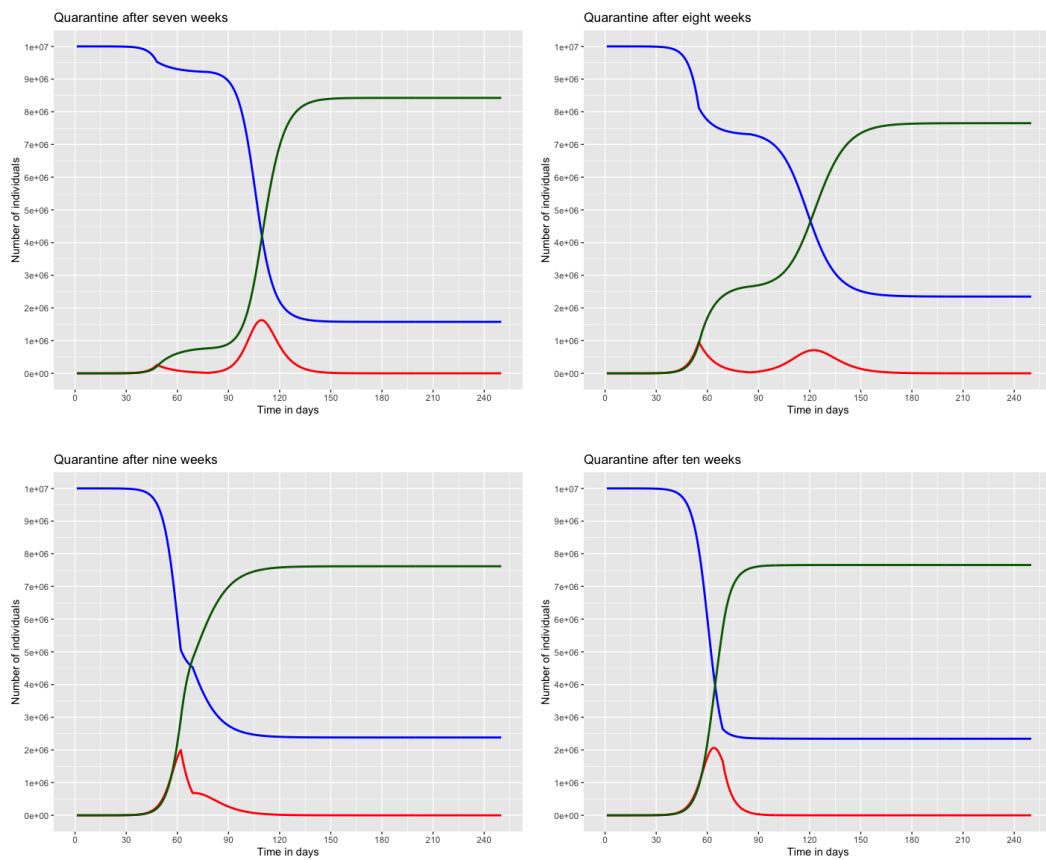 Quarantine after seven weeks
Number of individuals
1e+07
9e+06
8e+06
7e+06
6e+06
5e+06
4e+06
3e+06
2e+06
1e+06
0e+00
0 30 60 90 120 150 180 210 240
Time in days
Quarantine after eight weeks
Number of individuals
1e+07
9e+06
8e+06
7e+06
6e+06
5e+06
4e+06
3e+06
2e+06
1e+06
0e+00
0 30 60 90 120 150 180 210 240
Time in days
Quarantine after nine weeks
Number of individuals
1e+07
9e+06
8e+06
7e+06
6e+06
5e+06
4e+06
3e+06
2e+06
1e+06
0e+00
0 30 60 90 120 150 180 210 240
Time in days
Quarantine after ten weeks
Number of individuals
1e+07
9e+06
8e+06
7e+06
6e+06
5e+06
4e+06
3e+06
2e+06
1e+06
0e+00
0 30 60 90 120 150 180 210 240
Time in days